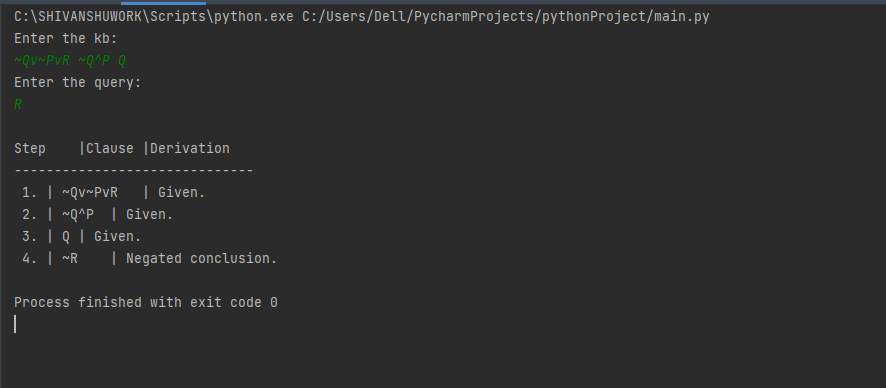 C:\SHIVANSHUWORK\Scripts\python.exe C:/Users/Dell/PycharmProjects/pythonProject/main.py
Enter the kb:
~Qv~PvR ~Q^P Q
Enter the query:
R
Step    |Clause |Derivation
------------------------------
 1. | ~Qv~PvR   | Given.
 2. | ~Q^P  | Given.
 3. | Q | Given.
 4. | ~R    | Negated conclusion.
Process finished with exit code 0